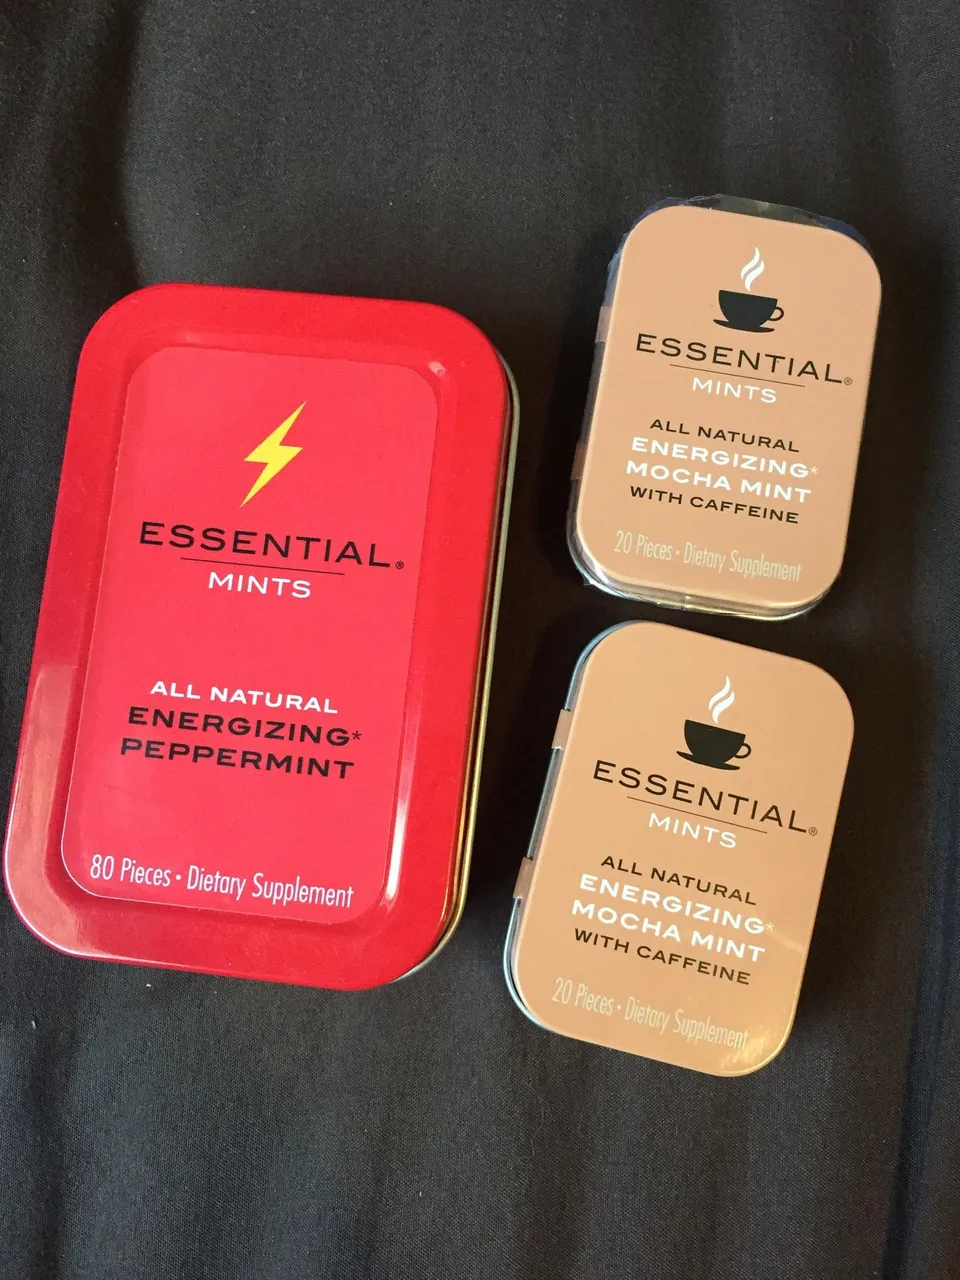 ESSENTIAL®
MINTS
ALL NATURAL
ENERGIZING*
PEPPERMINT
80 Pieces • Dietary Supplement
ESSENTIAL®
MINTS
ALL NATURAL
ENERGIZING*
MOCHA MINT
WITH CAFFEINE
20 Pieces • Dietary Supplement
ESSENTIAL®
MINTS
ALL NATURAL
ENERGIZING*
MOCHA MINT
WITH CAFFEINE
20 Pieces • Dietary Supplement